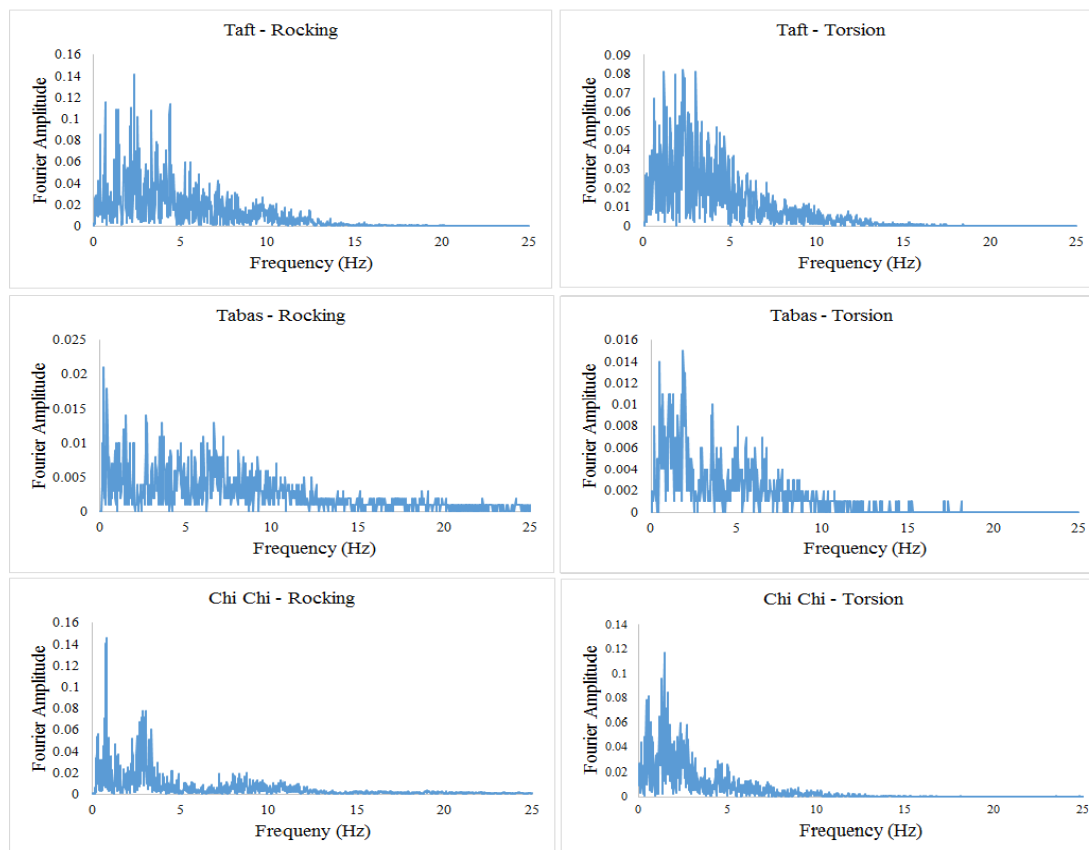 Taft - Rocking
0.16
0.14
0.12
0.1
0.08
0.06
0.04
0.02
0
Fourier Amplitude
0 5 10 15 20 25
Frequency (Hz)
Taft - Torsion
0.09
0.08
0.07
0.06
0.05
0.04
0.03
0.02
0.01
0
Fourier Amplitude
0 5 10 15 20 25
Frequency (Hz)
Tabas - Rocking
0.025
0.02
0.015
0.01
0.005
0
Fourier Amplitude
0 5 10 15 20 25
Frequency (Hz)
Tabas - Torsion
0.016
0.014
0.012
0.01
0.008
0.006
0.004
0.002
0
Fourier Amplitude
0 5 10 15 20 25
Frequency (Hz)
Chi Chi - Rocking
0.16
0.14
0.12
0.1
0.08
0.06
0.04
0.02
0
Fourier Amplitude
0 5 10 15 20 25
Frequeny (Hz)
Chi Chi - Torsion
0.14
0.12
0.1
0.08
0.06
0.04
0.02
0
Fourier Amplitude
0 5 10 15 20 25
Frequency (Hz)